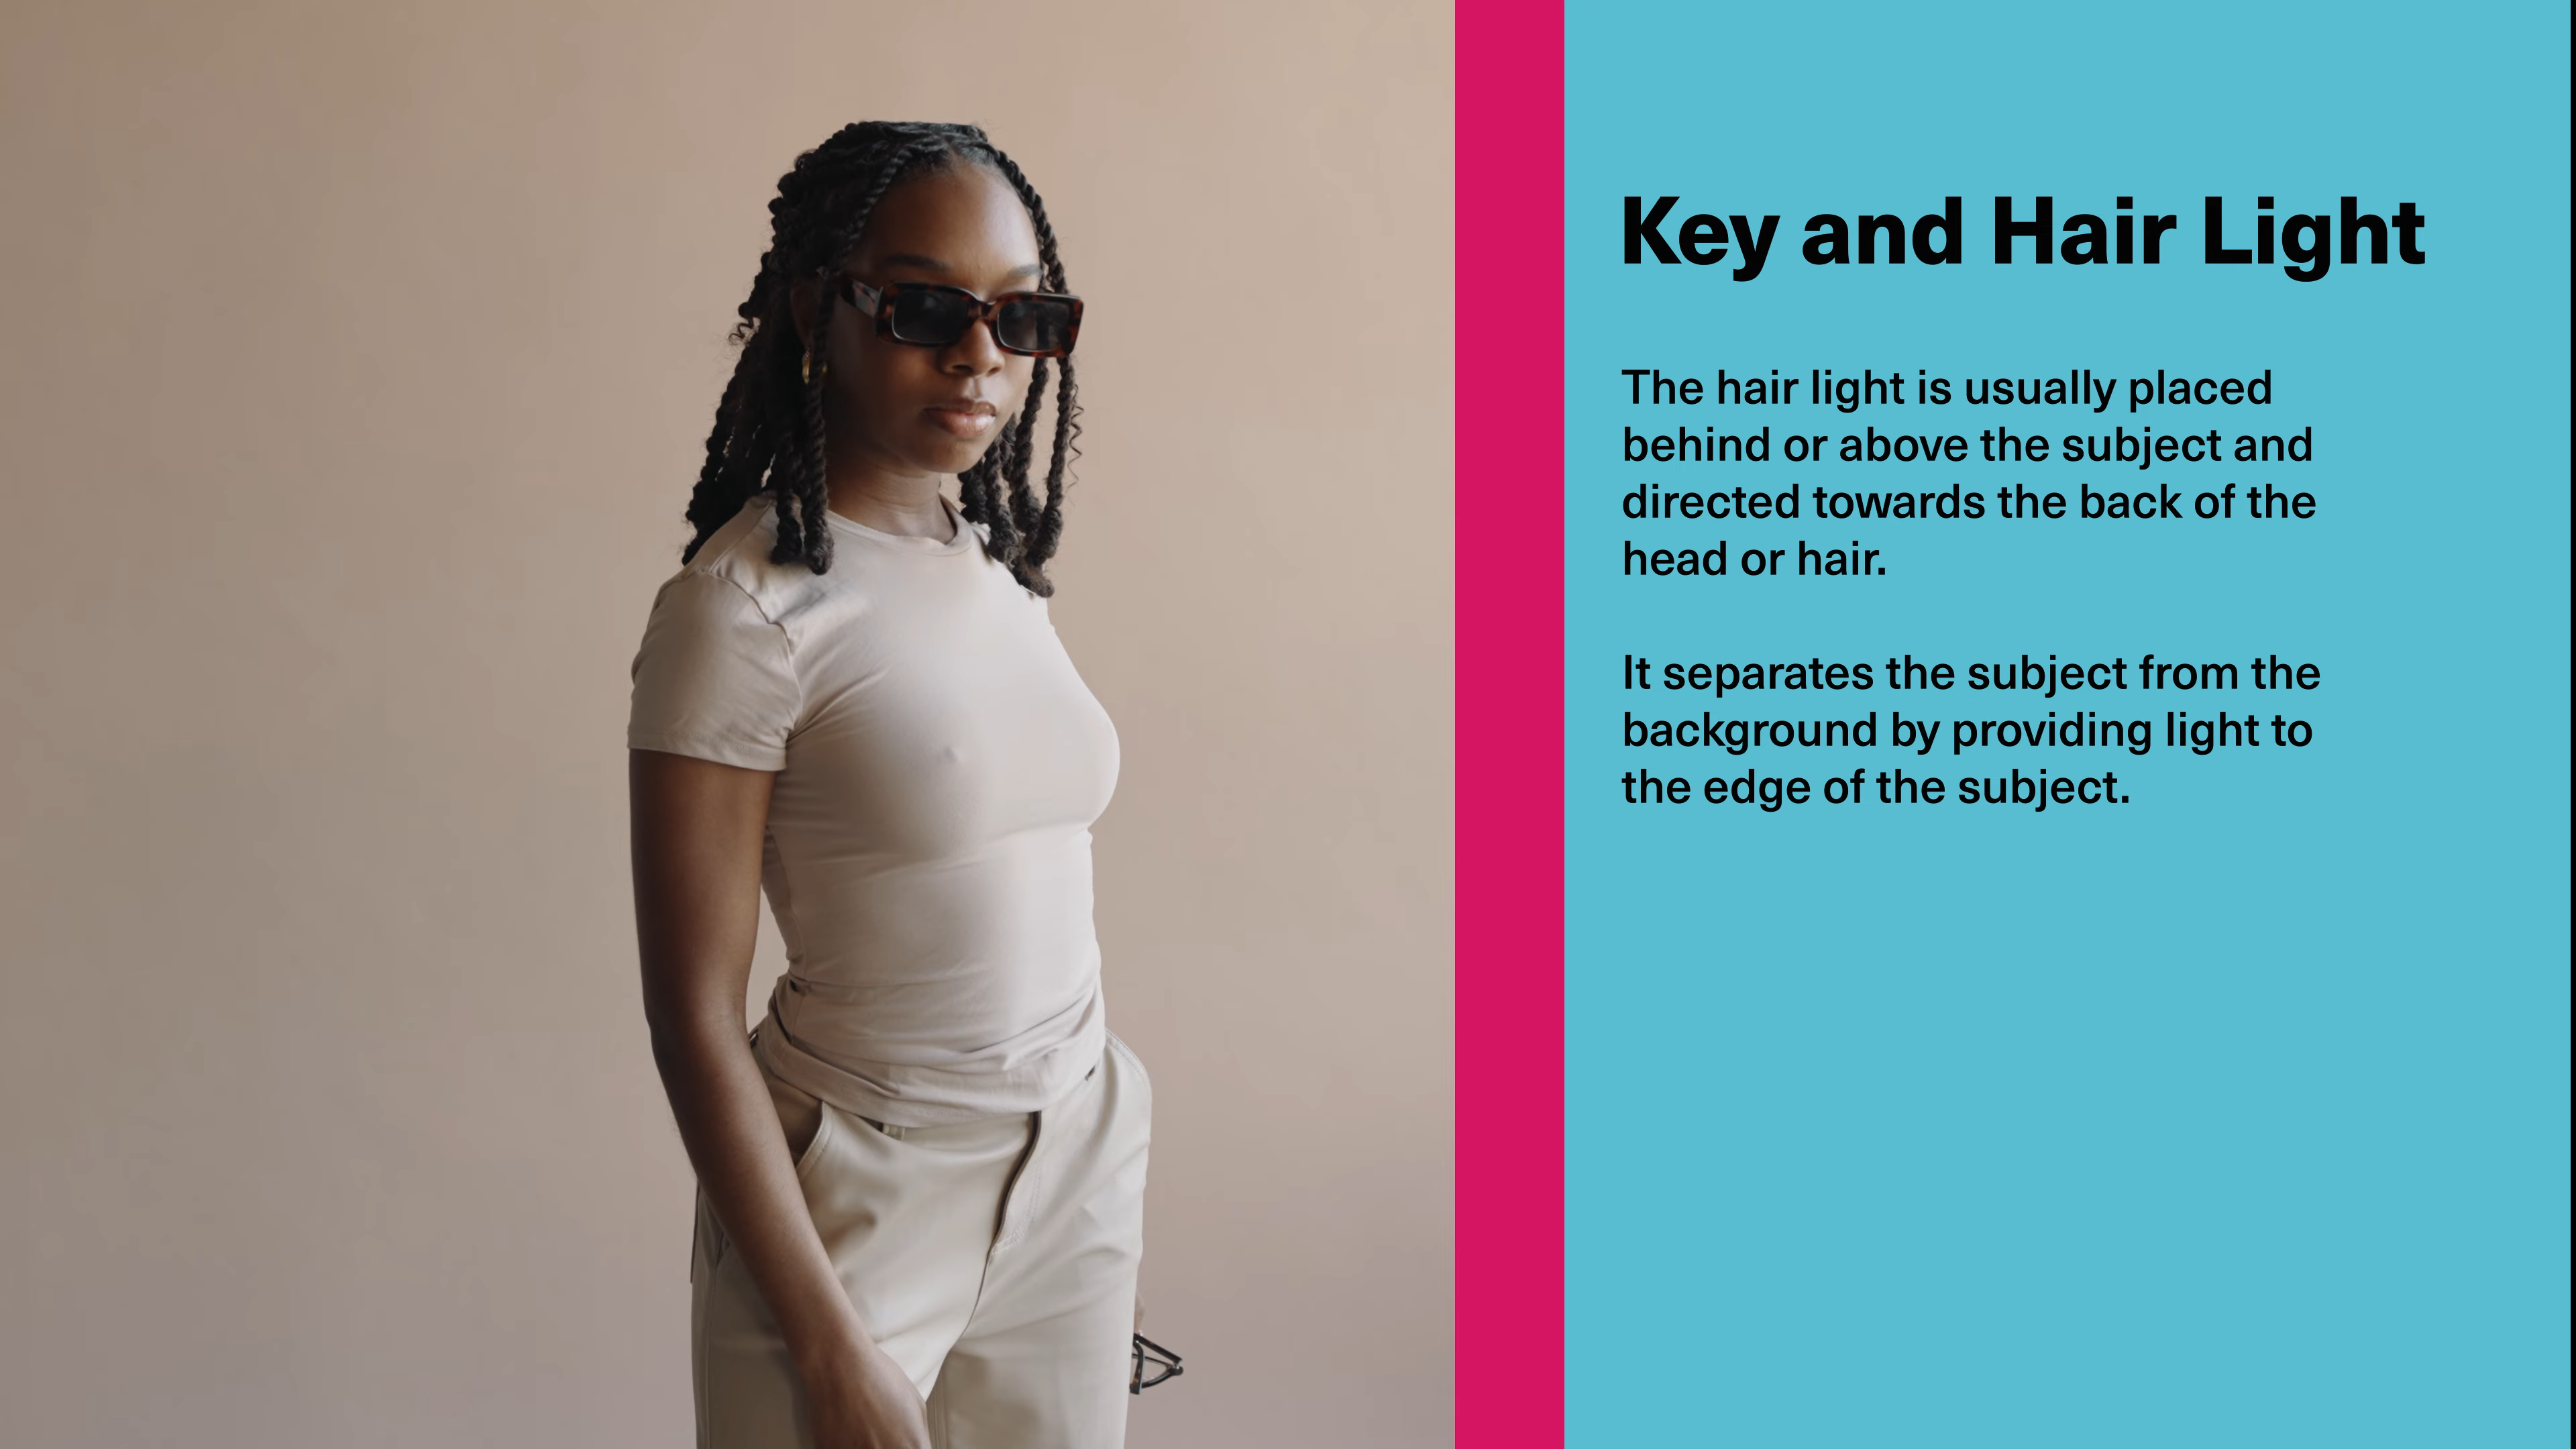 Key and Hair Light
The hair light is usually placed
behind or above the subject and
directed towards the back of the
head or hair.
It separates the subject from the
background by providing light to
the edge of the subject.